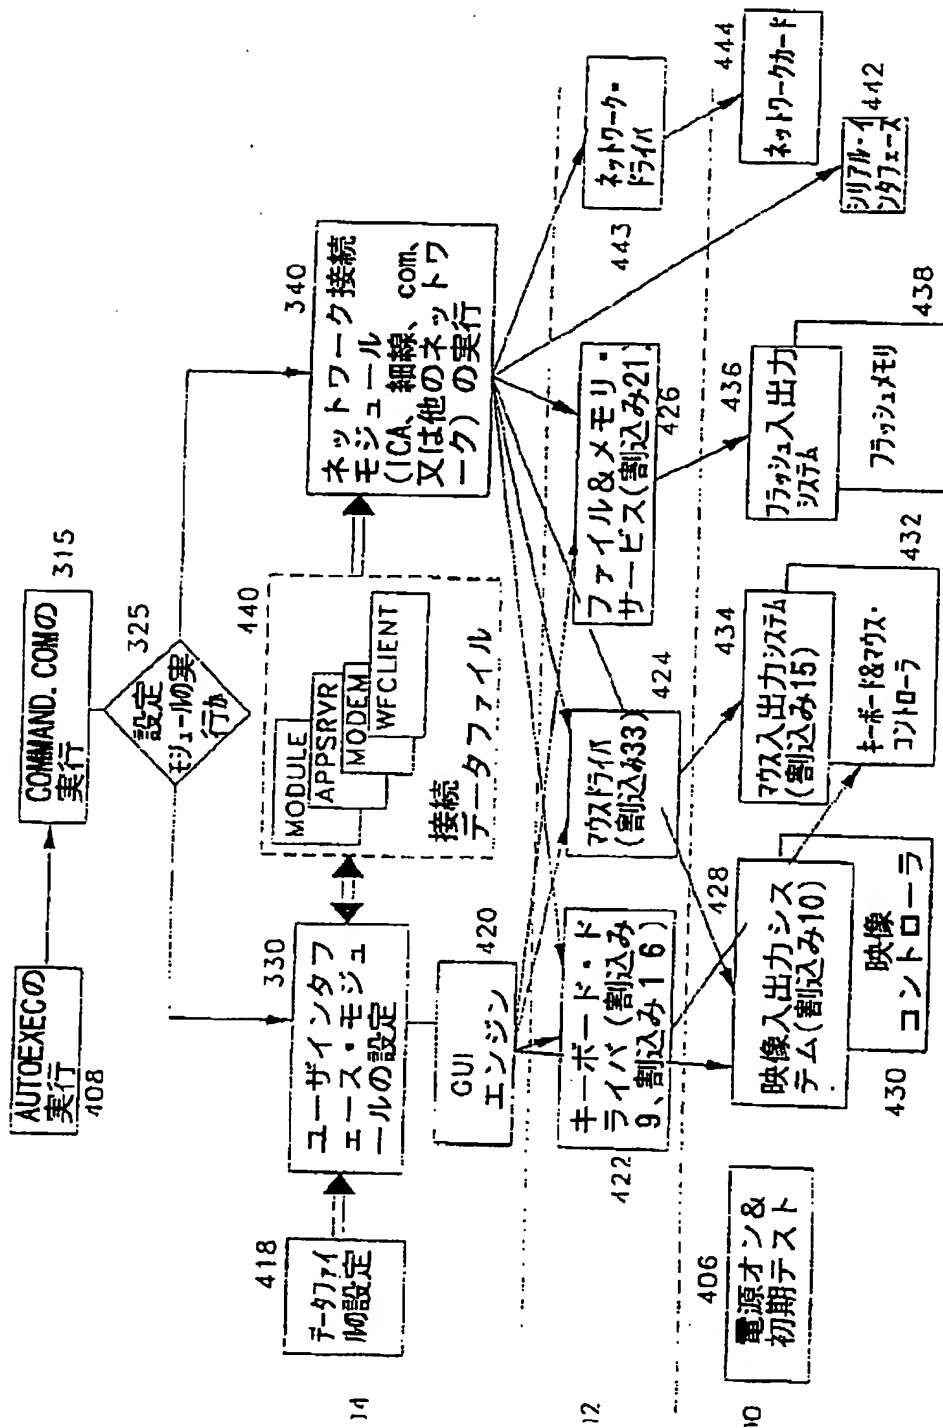 AUTOEXECの
実行
408
COMMAND.COMの
実行
315
設定
モジュールの実
行か
325
418
データファイ
ルの設定
330
ユーザインタフ
ェース・モジュ
ールの設定
440
MODULE
APPSRVR
MODEM
WFCLIENT
接続
データファイル
340
ネットワーク接続
モジュール
(ICA、細線、com、
又は他のネットワ
ーク)の実行
420
GUI
エンジン
422
キーボード・ド
ライバ(割込み
9、割込み16)
マウスドライバ
(割込み33)
424
ファイル&メモリ・
サービス(割込み21)
426
443
ネットワーク・
ドライバ
406
電源オン&
初期テスト
428
映像入出力シス
テム(割込み10)
映像
コントローラ
430
434
マウス入出力システム
(割込み15)
キーボード&マウス・
コントローラ
432
436
フラッシュ入出力
システム
フラッシュメモリ
438
444
ネットワークカード
シリアル・イ
ンタフェース
442